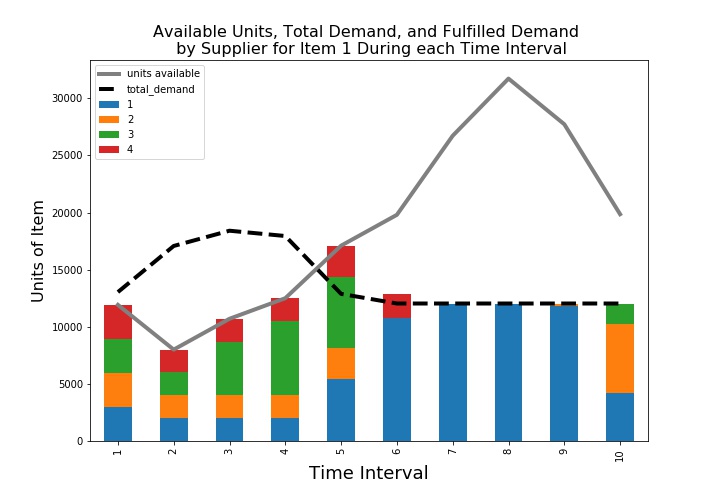 Available Units, Total Demand, and Fulfilled Demand
by Supplier for Item 1 During each Time Interval
units available
total_demand
1
2
3
4
Units of Item
30000
25000
20000
15000
10000
5000
0
1 2 3 4 5 6 7 8 9 10
Time Interval